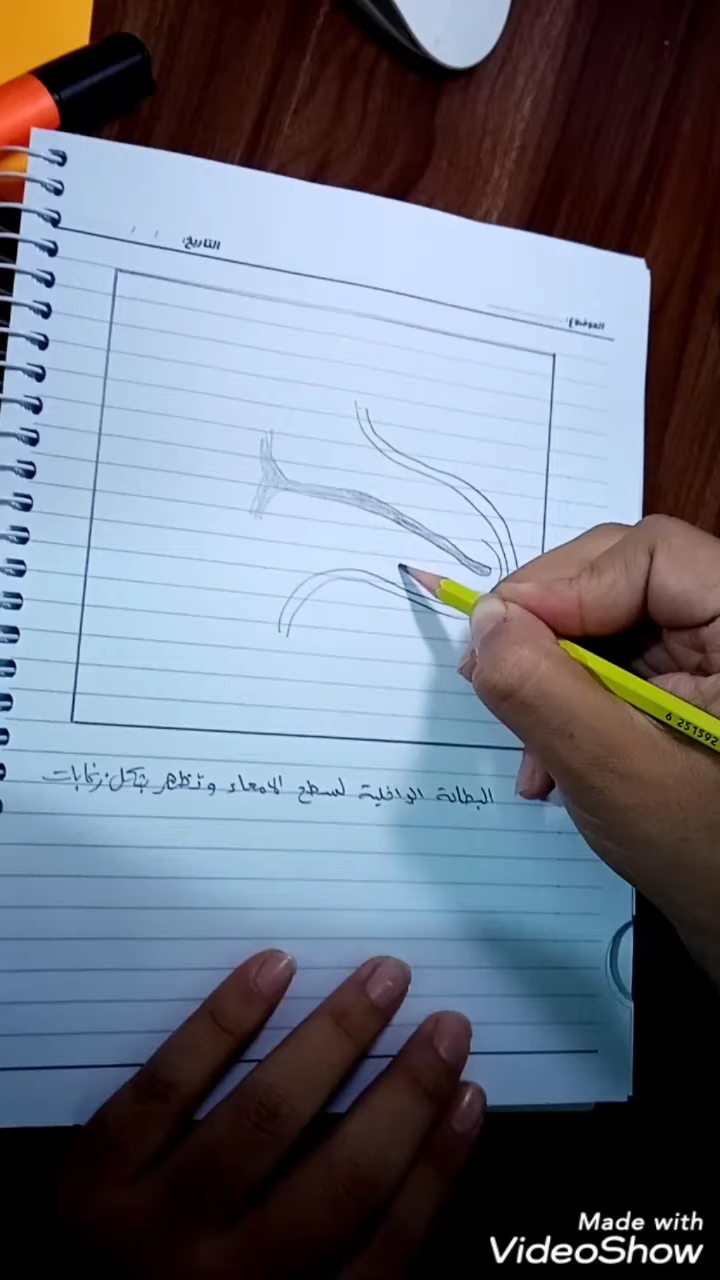 التاريخ: / /
الموضوع:
البطانة الداخلية لسطح الامعاء وتظهر بشكل زغابات
6 251592
Made with
VideoShow